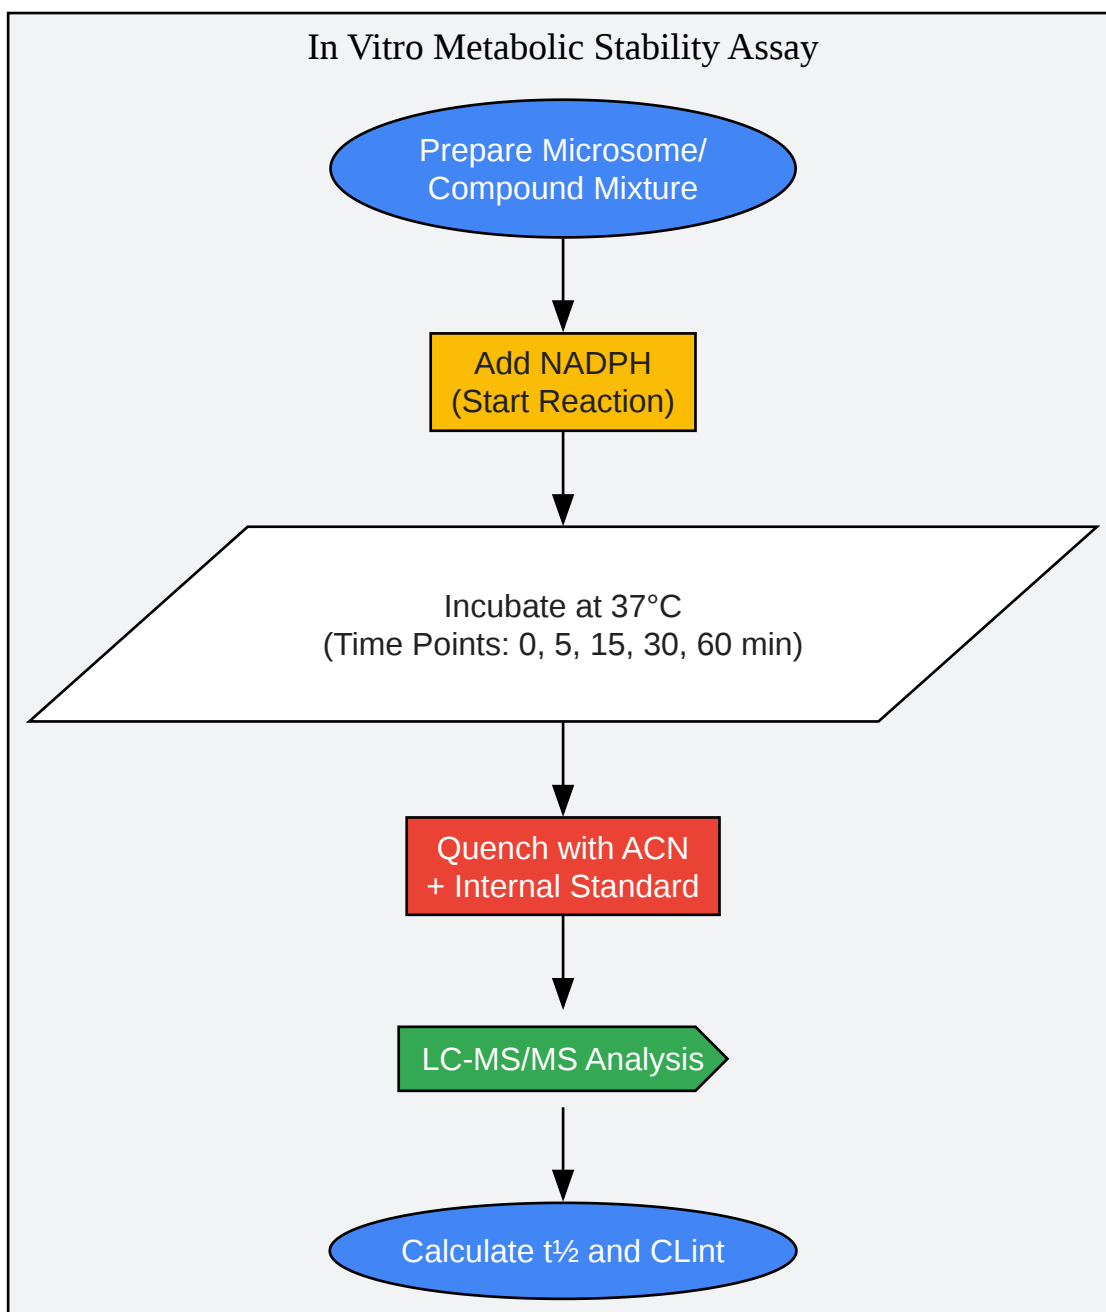 In Vitro Metabolic Stability Assay
Prepare Microsome/
Compound Mixture
Add NADPH
(Start Reaction)
Incubate at 37°C
(Time Points: 0, 5, 15, 30, 60 min)
Quench with ACN
+ Internal Standard
LC-MS/MS Analysis
Calculate t½ and CLint